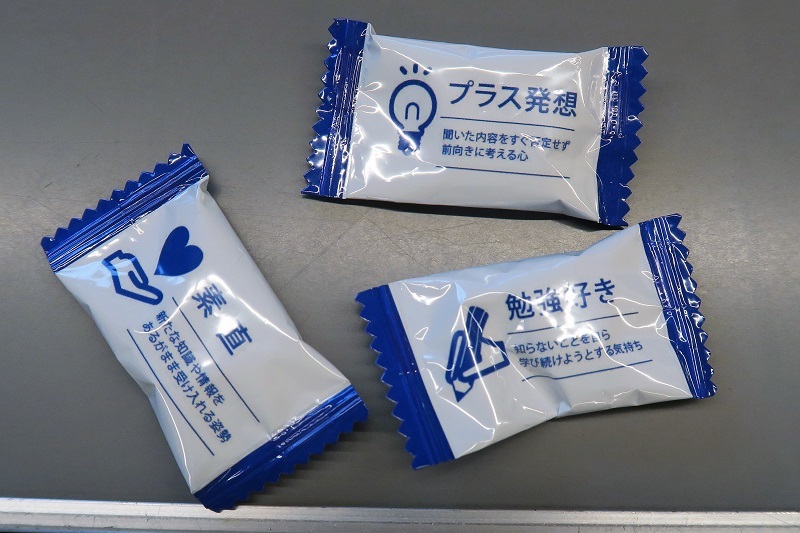 プラス発想
聞いた内容をすぐ否定せず
前向きに考える心
素直
新たな知識や情報を
あるがまま受け入れる姿勢
勉強好き
知らないことを自ら
学び続けようとする気持ち